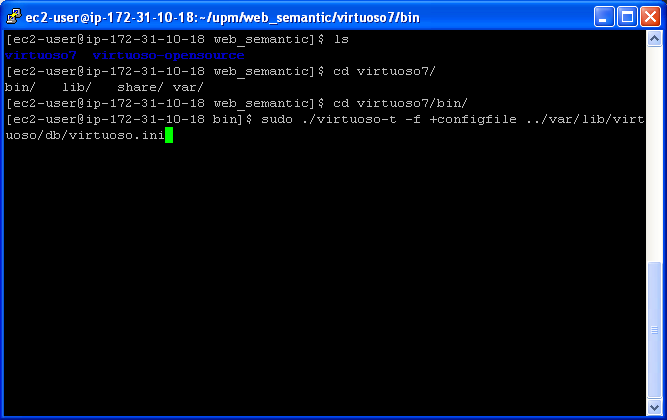 ec2-user@ip-172-31-10-18:~/upm/web_semantic/virtuoso7/bin
[ec2-user@ip-172-31-10-18 web_semantic]$ ls
virtuoso7  virtuoso-opensource
[ec2-user@ip-172-31-10-18 web_semantic]$ cd virtuoso7/
bin/   lib/   share/ var/
[ec2-user@ip-172-31-10-18 web_semantic]$ cd virtuoso7/bin/
[ec2-user@ip-172-31-10-18 bin]$ sudo ./virtuoso-t -f +configfile ../var/lib/virt
uoso/db/virtuoso.ini